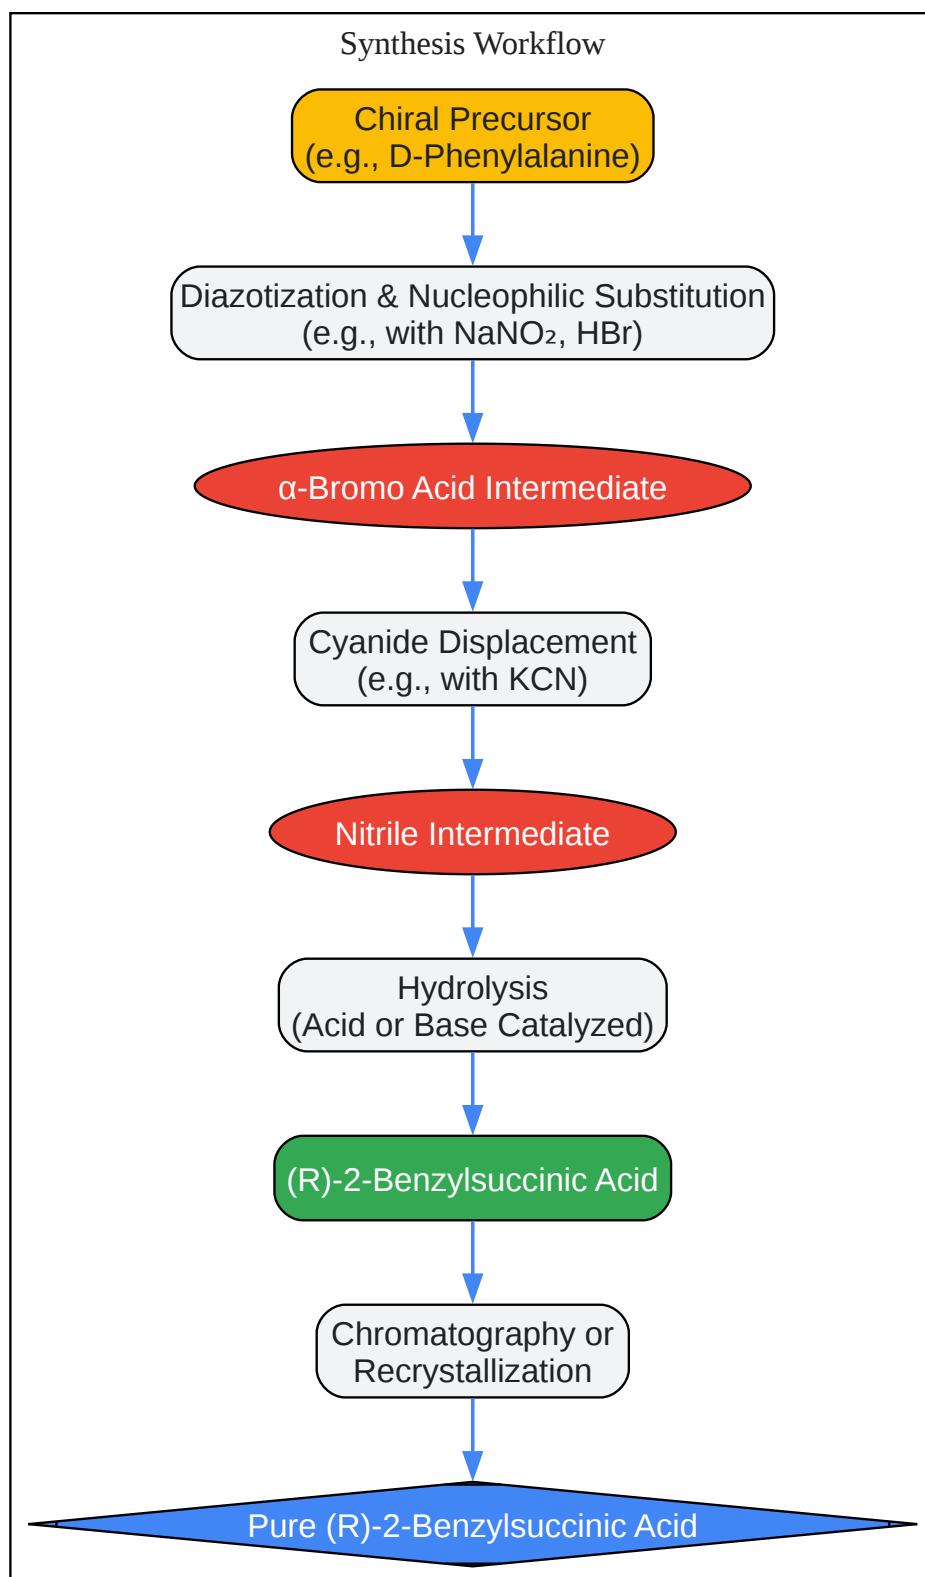 Synthesis Workflow
Chiral Precursor
(e.g., D-Phenylalanine)
Diazotization & Nucleophilic Substitution
(e.g., with NaNO₂, HBr)
α-Bromo Acid Intermediate
Cyanide Displacement
(e.g., with KCN)
Nitrile Intermediate
Hydrolysis
(Acid or Base Catalyzed)
(R)-2-Benzylsuccinic Acid
Chromatography or
Recrystallization
Pure (R)-2-Benzylsuccinic Acid